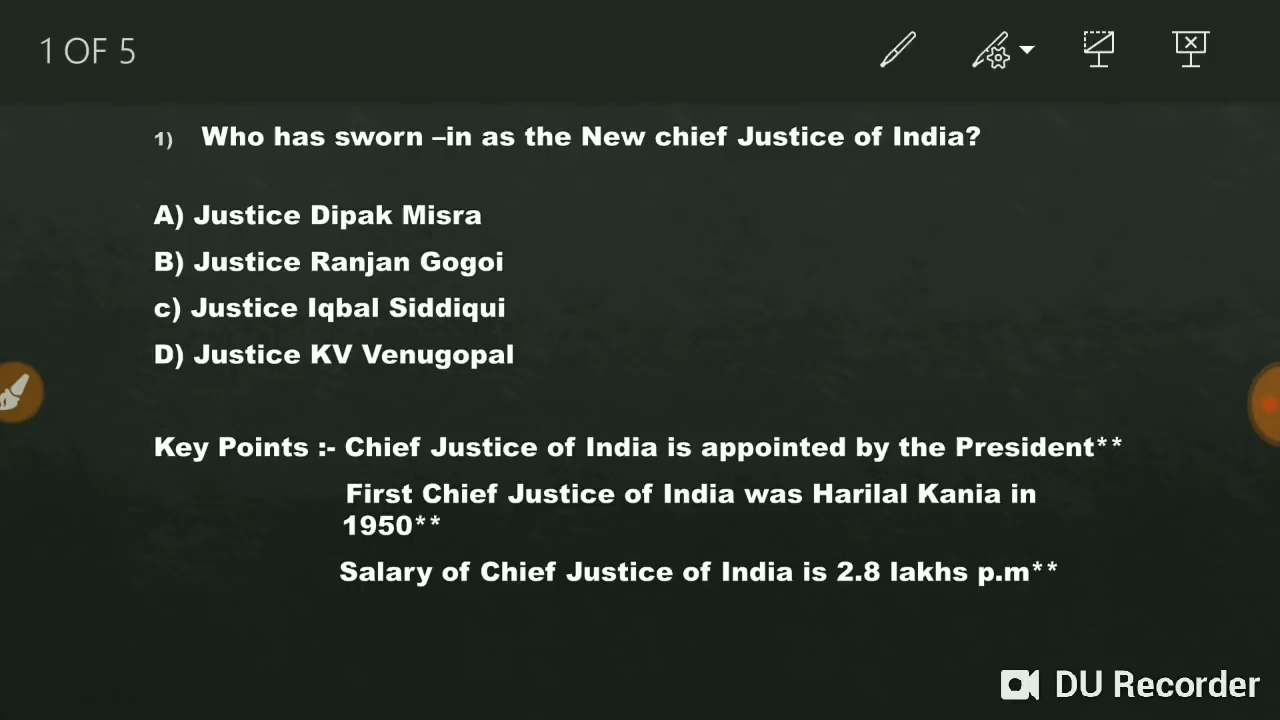 1 OF 5
1) Who has sworn –in as the New chief Justice of India?
A) Justice Dipak Misra
B) Justice Ranjan Gogoi
c) Justice Iqbal Siddiqui
D) Justice KV Venugopal
Key Points :- Chief Justice of India is appointed by the President**
First Chief Justice of India was Harilal Kania in
1950**
Salary of Chief Justice of India is 2.8 lakhs p.m**
DU Recorder